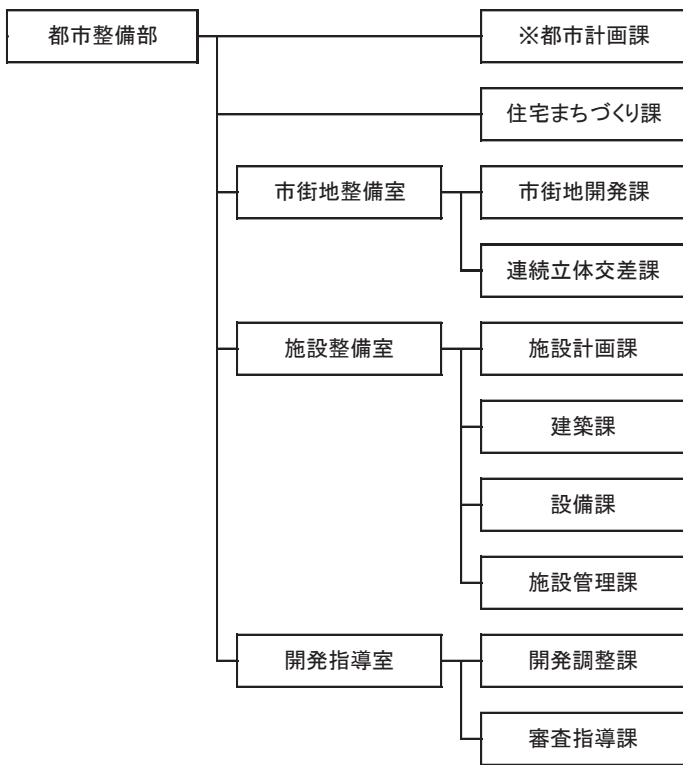 都市整備部
※都市計画課
住宅まちづくり課
市街地整備室
市街地開発課
連続立体交差課
施設整備室
施設計画課
建築課
設備課
施設管理課
開発指導室
開発調整課
審査指導課